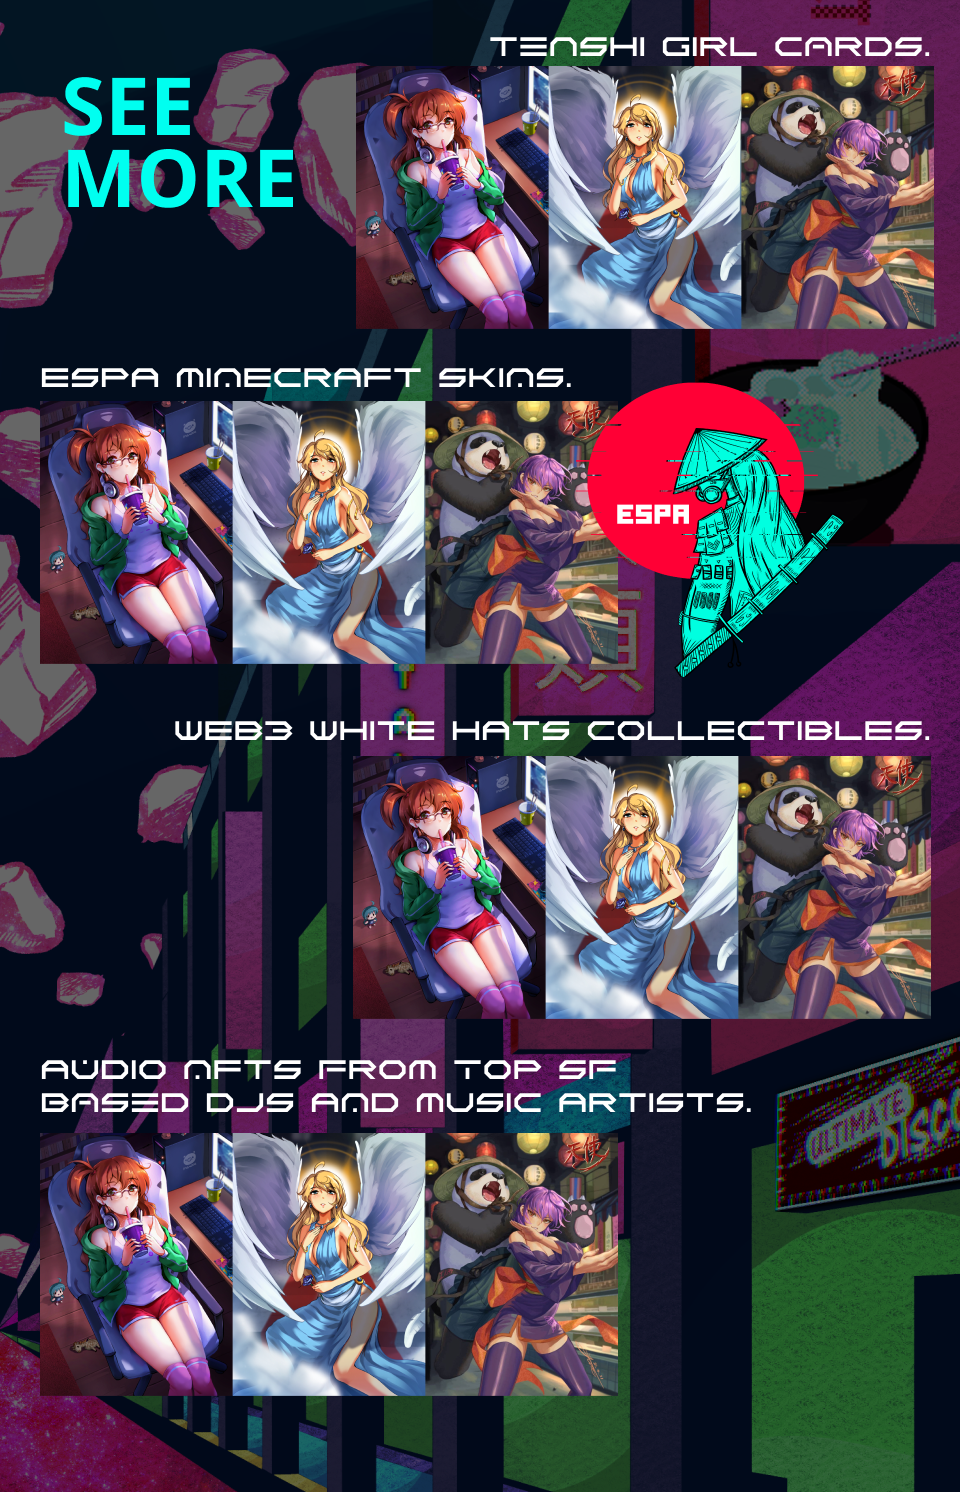 TENSHI GIRL CARDS.
SEE
MORE
天使
ESPA MINECRAFT SKINS.
天使
ESPA
WEB3 WHITE HATS COLLECTIBLES.
天使
AUDIO NFTS FROM TOP SF
BASED DJS AND MUSIC ARTISTS.
天使
ULTIMATE
DISCO